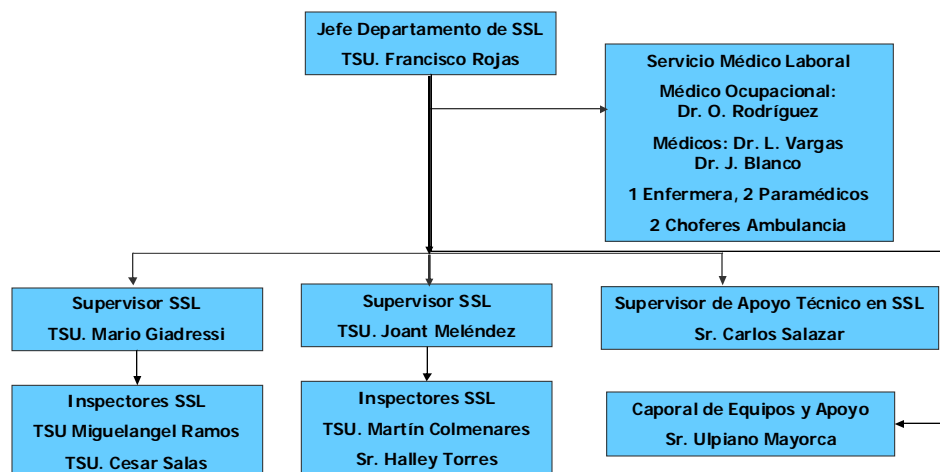 Jefe Departamento de SSL
TSU. Francisco Rojas
Servicio Médico Laboral
Médico Ocupacional:
Dr. O. Rodríguez
Médicos: Dr. L. Vargas
Dr. J. Blanco
1 Enfermera, 2 Paramédicos
2 Choferes Ambulancia
Supervisor SSL
TSU. Mario Giadressi
Supervisor SSL
TSU. Joant Meléndez
Supervisor de Apoyo Técnico en SSL
Sr. Carlos Salazar
Inspectores SSL
TSU Miguelangel Ramos
TSU. Cesar Salas
Inspectores SSL
TSU. Martín Colmenares
Sr. Halley Torres
Caporal de Equipos y Apoyo
Sr. Ulpiano Mayorca